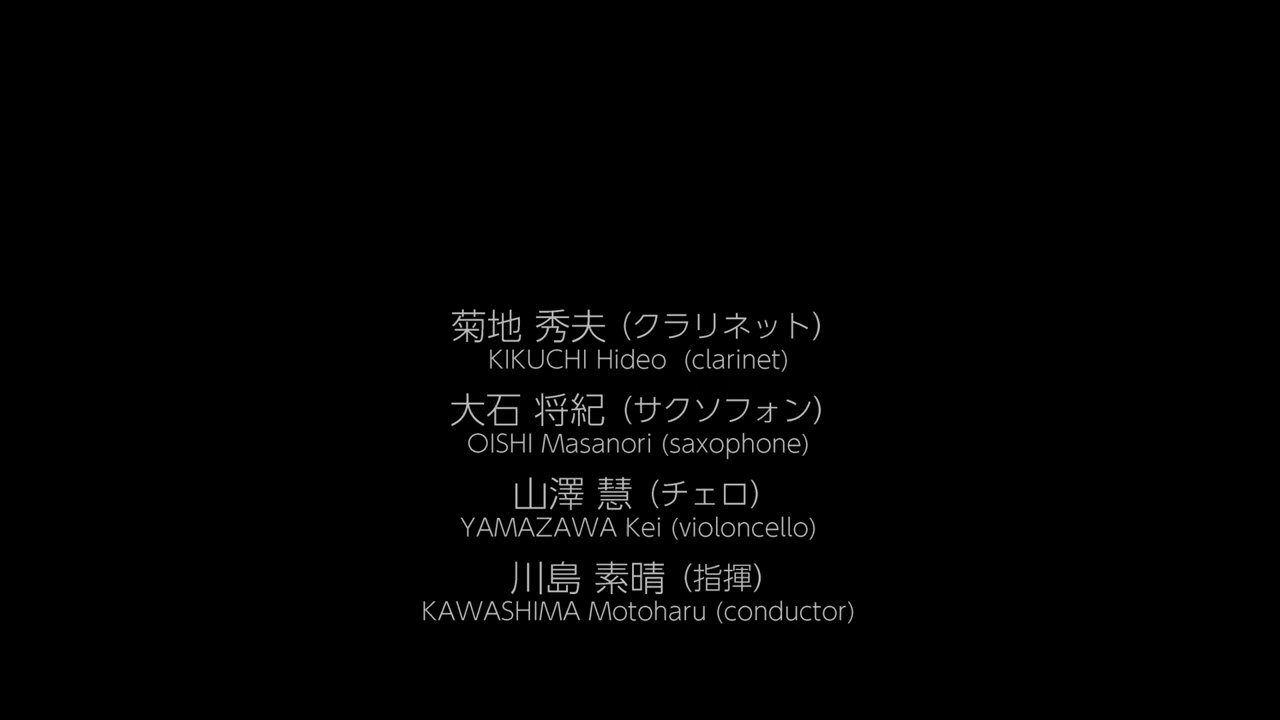 菊地 秀夫（クラリネット）
KIKUCHI Hideo (clarinet)
大石 将紀（サクソフォン）
OISHI Masanori (saxophone)
山澤 慧（チェロ）
YAMAZAWA Kei (violoncello)
川島 素晴（指揮）
KAWASHIMA Motoharu (conductor)